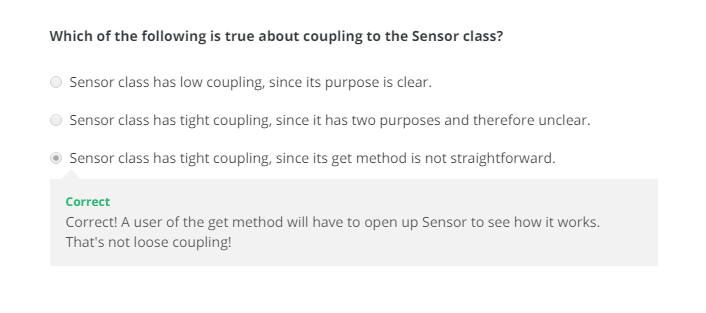 Which of the following is true about coupling to the Sensor class?
Sensor class has low coupling, since its purpose is clear.
Sensor class has tight coupling, since it has two purposes and therefore unclear.
Sensor class has tight coupling, since its get method is not straightforward.
Correct
Correct! A user of the get method will have to open up Sensor to see how it works.
That's not loose coupling!